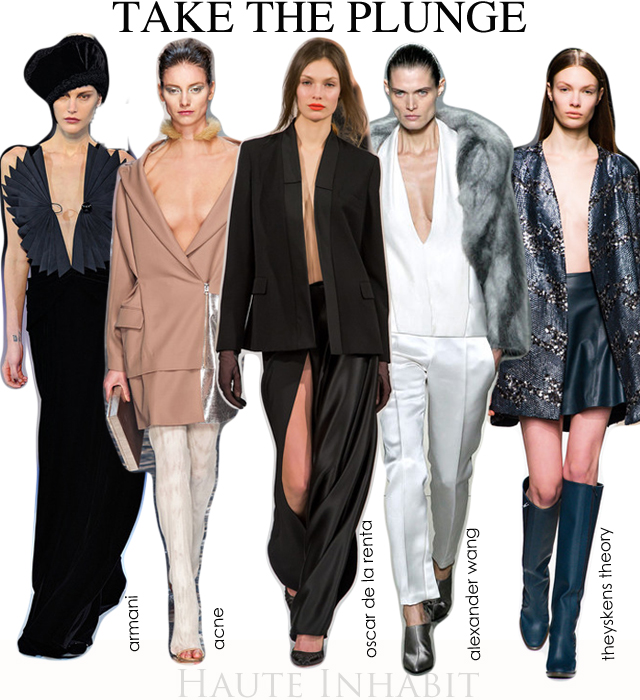 TAKE THE PLUNGE
armani
acne
oscar de la renta
alexander wang
theyskens theory
HAUTE INHABIT